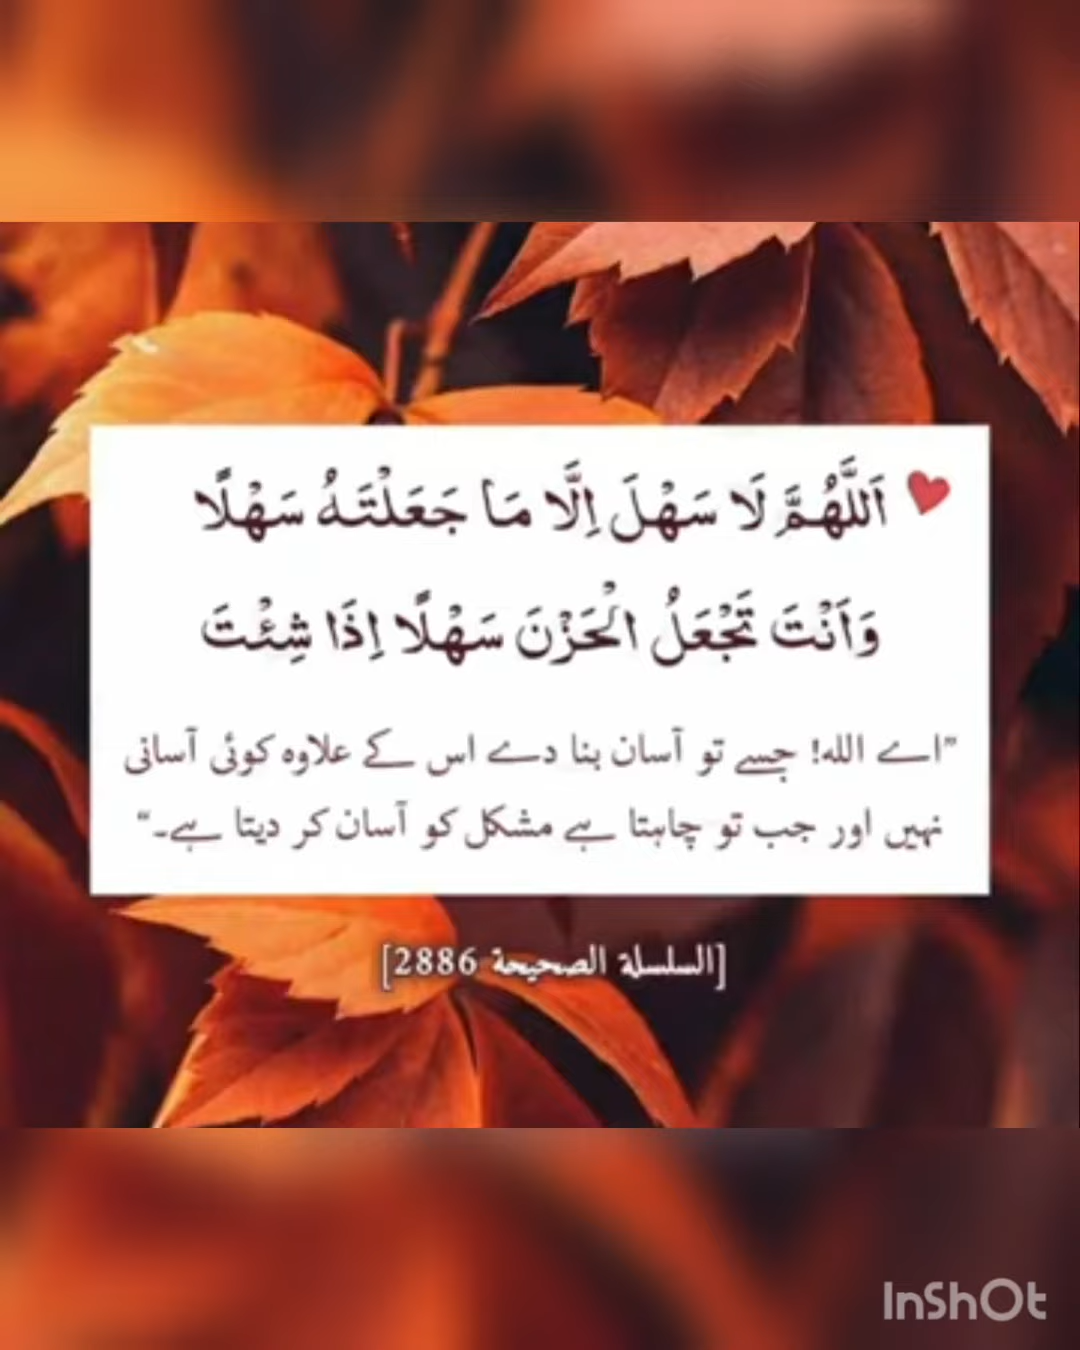 اَللّٰهُمَّ لَا سَهْلَ اِلَّا مَا جَعَلْتَهُ سَهْلًا
وَاَنْتَ تَجْعَلُ الْحَزْنَ سَهْلًا اِذَا شِئْتَ
”اے اللہ! جسے تو آسان بنا دے اس کے علاوہ کوئی آسانی
نہیں اور جب تو چاہتا ہے مشکل کو آسان کر دیتا ہے۔“
[السلسلة الصحيحة 2886]
InShOt